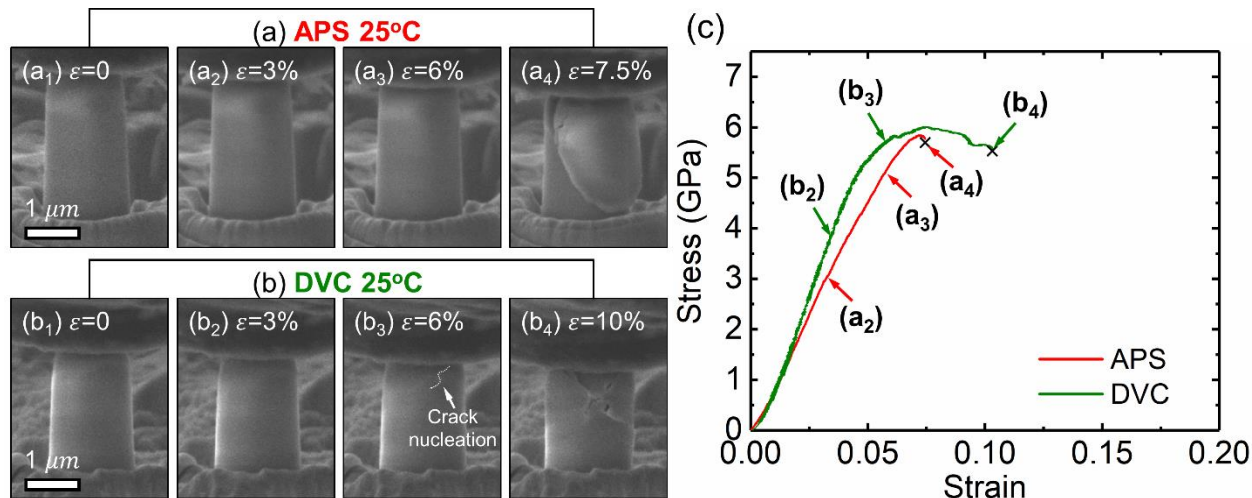 (a) APS 25°C
(a₁) ε=0
(a₂) ε=3%
(a₃) ε=6%
(a₄) ε=7.5%
1 μm
(b) DVC 25°C
(b₁) ε=0
(b₂) ε=3%
(b₃) ε=6%
(b₄) ε=10%
Crack
nucleation
1 μm
(c)
Stress (GPa)
7
6
5
4
3
2
1
0
(b₃)
(b₄)
(b₂)
(a₄)
(a₃)
(a₂)
APS
DVC
0.00 0.05 0.10 0.15 0.20
Strain